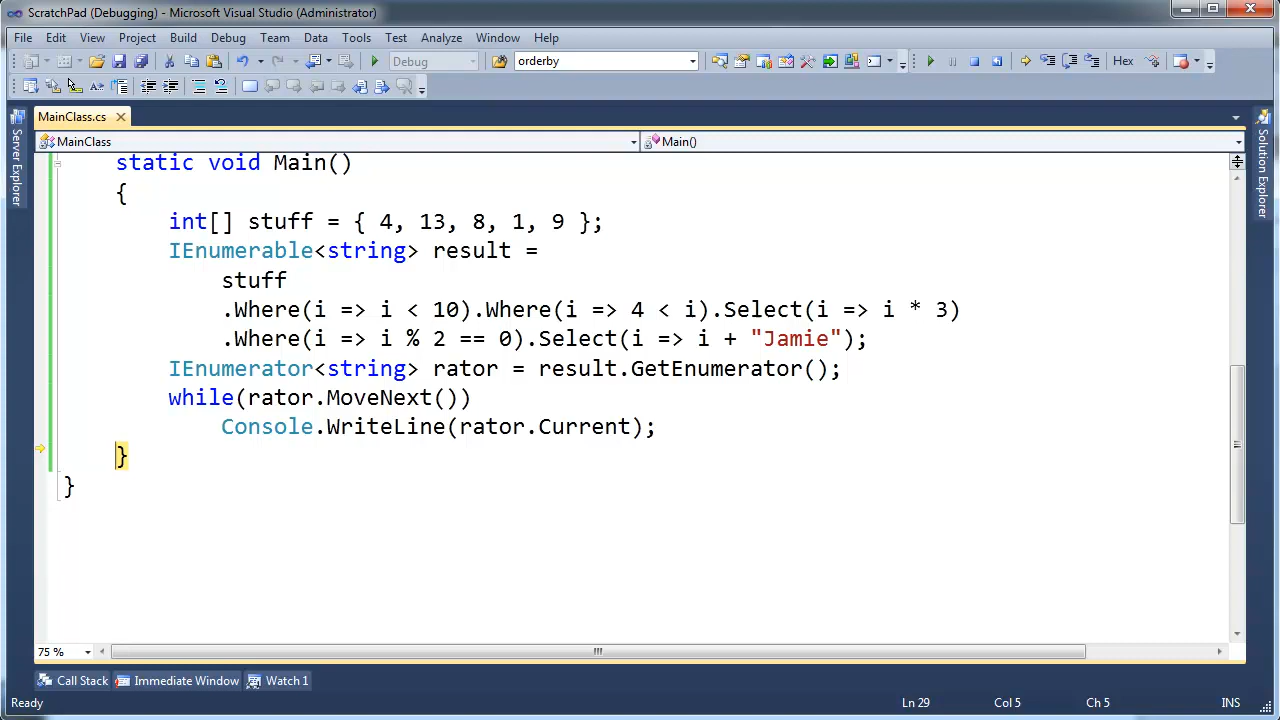 ScratchPad (Debugging) - Microsoft Visual Studio (Administrator)
File Edit View Project Build Debug Team Data Tools Test Analyze Window Help
Debug orderby Hex
MainClass.cs
MainClass Main()
Server Explorer
Solution Explorer
static void Main()
{
int[] stuff = { 4, 13, 8, 1, 9 };
IEnumerable<string> result =
stuff
.Where(i => i < 10).Where(i => 4 < i).Select(i => i * 3)
.Where(i => i % 2 == 0).Select(i => i + "Jamie");
IEnumerator<string> rator = result.GetEnumerator();
while(rator.MoveNext())
Console.WriteLine(rator.Current);
}
}
75 %
Call Stack Immediate Window Watch 1
Ready Ln 29 Col 5 Ch 5 INS